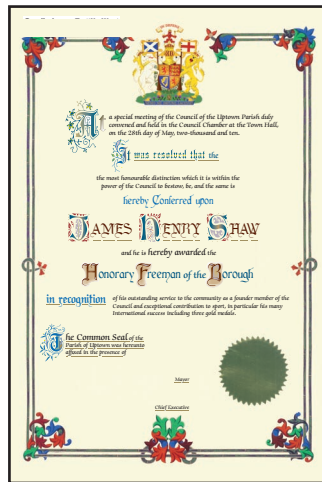 At a special meeting of the Council of the Uptown Parish duly
convened and held in the Council Chamber at the Town Hall,
on the 28th day of May, two-thousand and ten.
It was resolved that the
the most honourable distinction which it is within the
power of the Council to bestow, be, and the same is
hereby Conferred upon
JAMES HENRY SHAW
and he is hereby awarded the
Honorary Freeman of the Borough
in recognition of his outstanding service to the community as a founder member of the
Council and exceptional contribution to sport, in particular his many
International success including three gold medals.
The Common Seal of the
Parish of Uptown was hereunto
affixed in the presence of
Mayor
Chief Executive